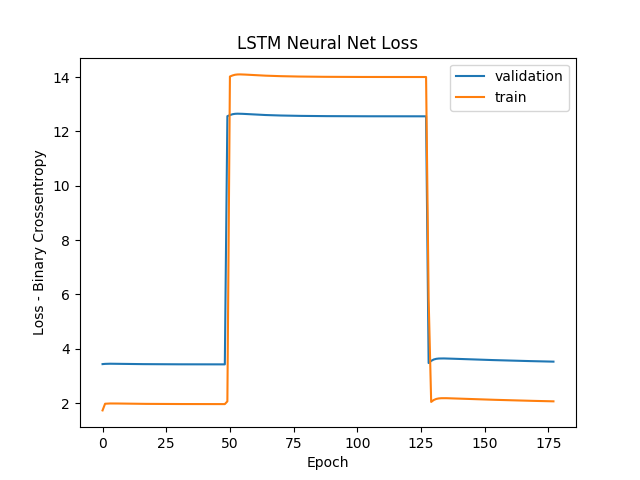 LSTM Neural Net Loss
validation
train
Loss - Binary Crossentropy
14
12
10
8
6
4
2
0 25 50 75 100 125 150 175
Epoch